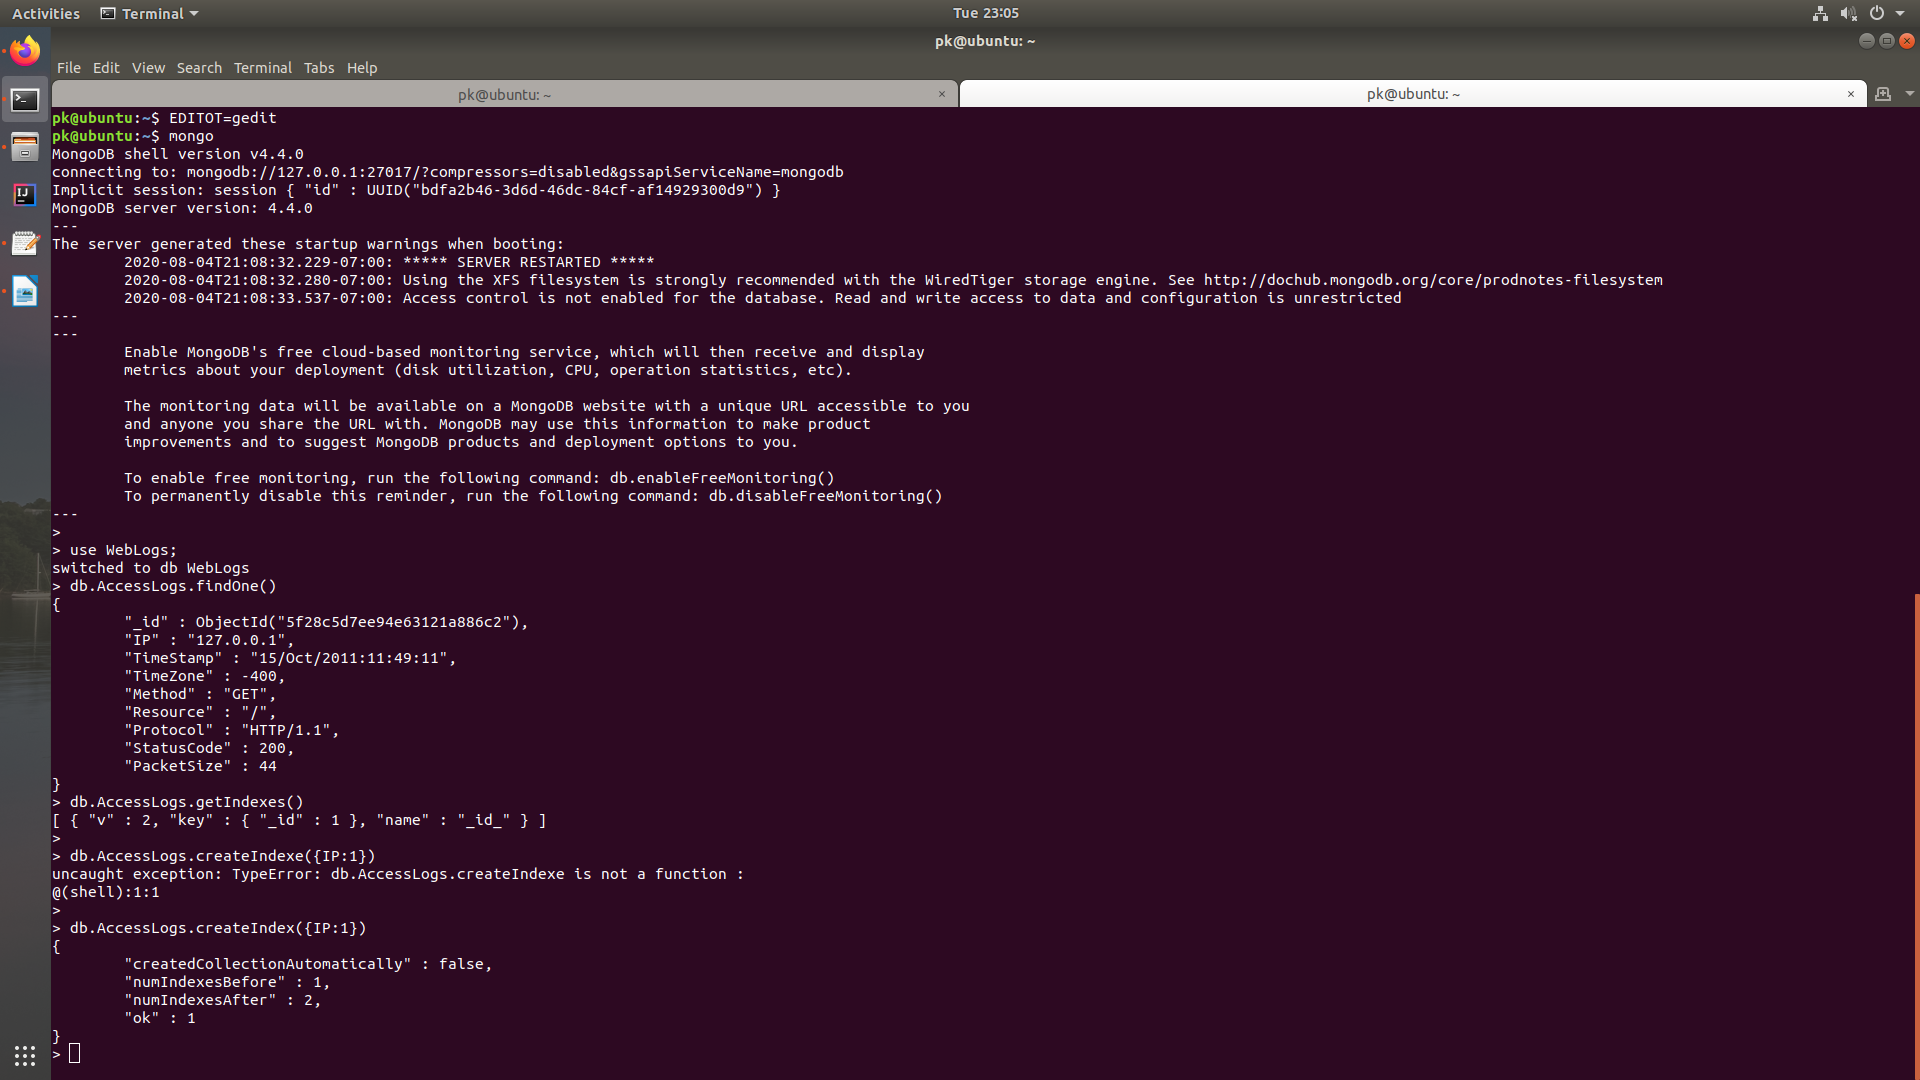 Activities
Terminal
Tue 23:05
pk@ubuntu: ~
File Edit View Search Terminal Tabs Help
pk@ubuntu: ~ ×
pk@ubuntu: ~ ×
pk@ubuntu:~$ EDITOT=gedit
pk@ubuntu:~$ mongo
MongoDB shell version v4.4.0
connecting to: mongodb://127.0.0.1:27017/?compressors=disabled&gssapiServiceName=mongodb
Implicit session: session { "id" : UUID("bdfa2b46-3d6d-46dc-84cf-af14929300d9") }
MongoDB server version: 4.4.0
---
The server generated these startup warnings when booting:
        2020-08-04T21:08:32.229-07:00: ***** SERVER RESTARTED *****
        2020-08-04T21:08:32.280-07:00: Using the XFS filesystem is strongly recommended with the WiredTiger storage engine. See http://dochub.mongodb.org/core/prodnotes-filesystem
        2020-08-04T21:08:33.537-07:00: Access control is not enabled for the database. Read and write access to data and configuration is unrestricted
---
---
        Enable MongoDB's free cloud-based monitoring service, which will then receive and display
        metrics about your deployment (disk utilization, CPU, operation statistics, etc).

        The monitoring data will be available on a MongoDB website with a unique URL accessible to you
        and anyone you share the URL with. MongoDB may use this information to make product
        improvements and to suggest MongoDB products and deployment options to you.

        To enable free monitoring, run the following command: db.enableFreeMonitoring()
        To permanently disable this reminder, run the following command: db.disableFreeMonitoring()
---
>
> use WebLogs;
switched to db WebLogs
> db.AccessLogs.findOne()
{
        "_id" : ObjectId("5f28c5d7ee94e63121a886c2"),
        "IP" : "127.0.0.1",
        "TimeStamp" : "15/Oct/2011:11:49:11",
        "TimeZone" : -400,
        "Method" : "GET",
        "Resource" : "/",
        "Protocol" : "HTTP/1.1",
        "StatusCode" : 200,
        "PacketSize" : 44
}
> db.AccessLogs.getIndexes()
[ { "v" : 2, "key" : { "_id" : 1 }, "name" : "_id_" } ]
>
> db.AccessLogs.createIndexe({IP:1})
uncaught exception: TypeError: db.AccessLogs.createIndexe is not a function :
@(shell):1:1
>
> db.AccessLogs.createIndex({IP:1})
{
        "createdCollectionAutomatically" : false,
        "numIndexesBefore" : 1,
        "numIndexesAfter" : 2,
        "ok" : 1
}
>